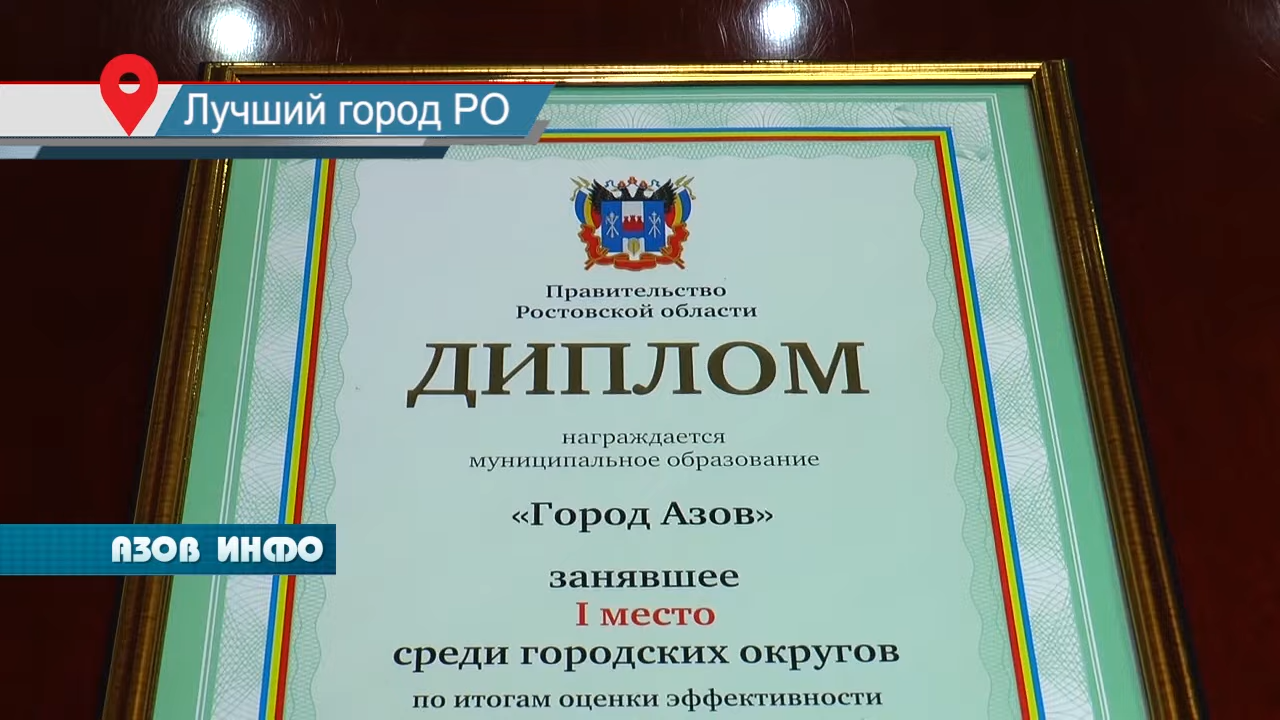 Лучший город РО
Правительство
Ростовской области
ДИПЛОМ
награждается
муниципальное образование
«Город Азов»
АЗОВ ИНФО
занявшее
I место
среди городских округов
по итогам оценки эффективности